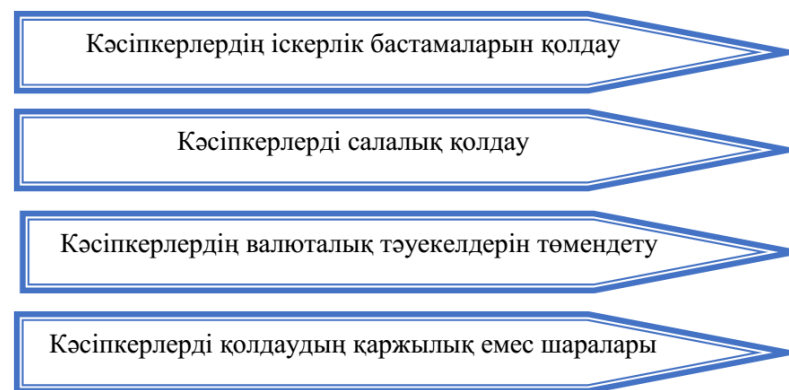 Кәсіпкерлердің іскерлік бастамаларын қолдау
Кәсіпкерлерді салалық қолдау
Кәсіпкерлердің валюталық тәуекелдерін төмендету
Кәсіпкерлерді қолдаудың қаржылық емес шаралары